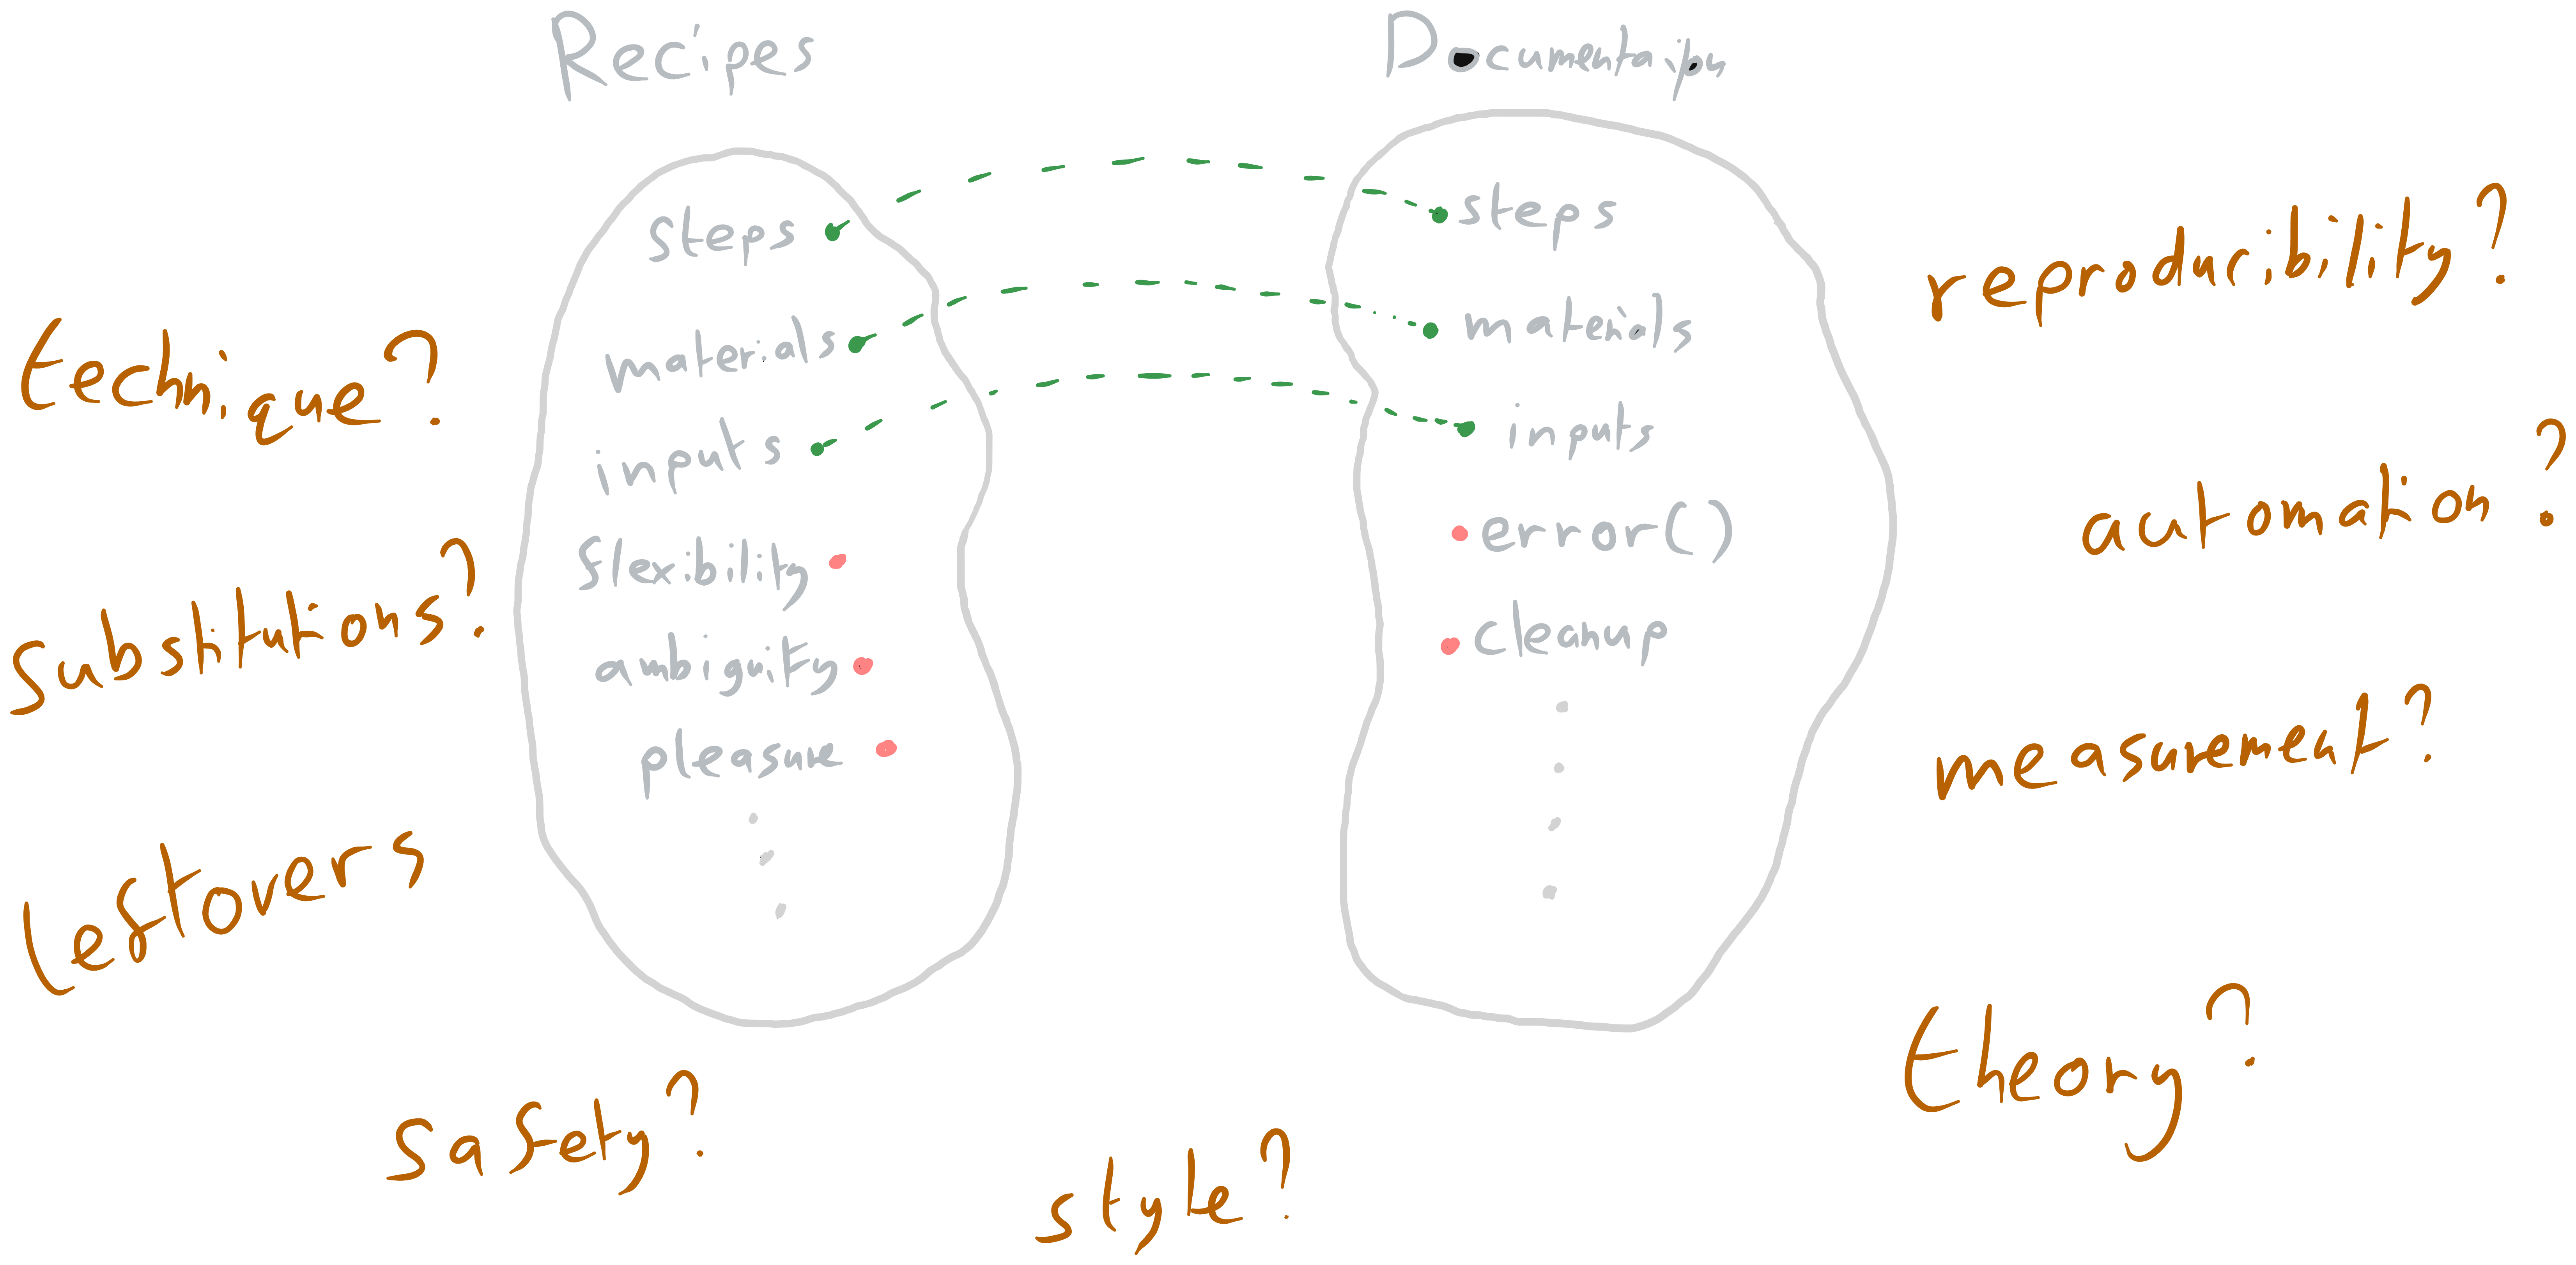 Recipes
Documentaiton
steps
materials
inputs
flexibility
ambiguity
pleasure
steps
materials
inputs
error()
cleanup
technique?
substitutions?
leftovers
safety?
style?
reproducibility?
automation?
measurement?
theory?